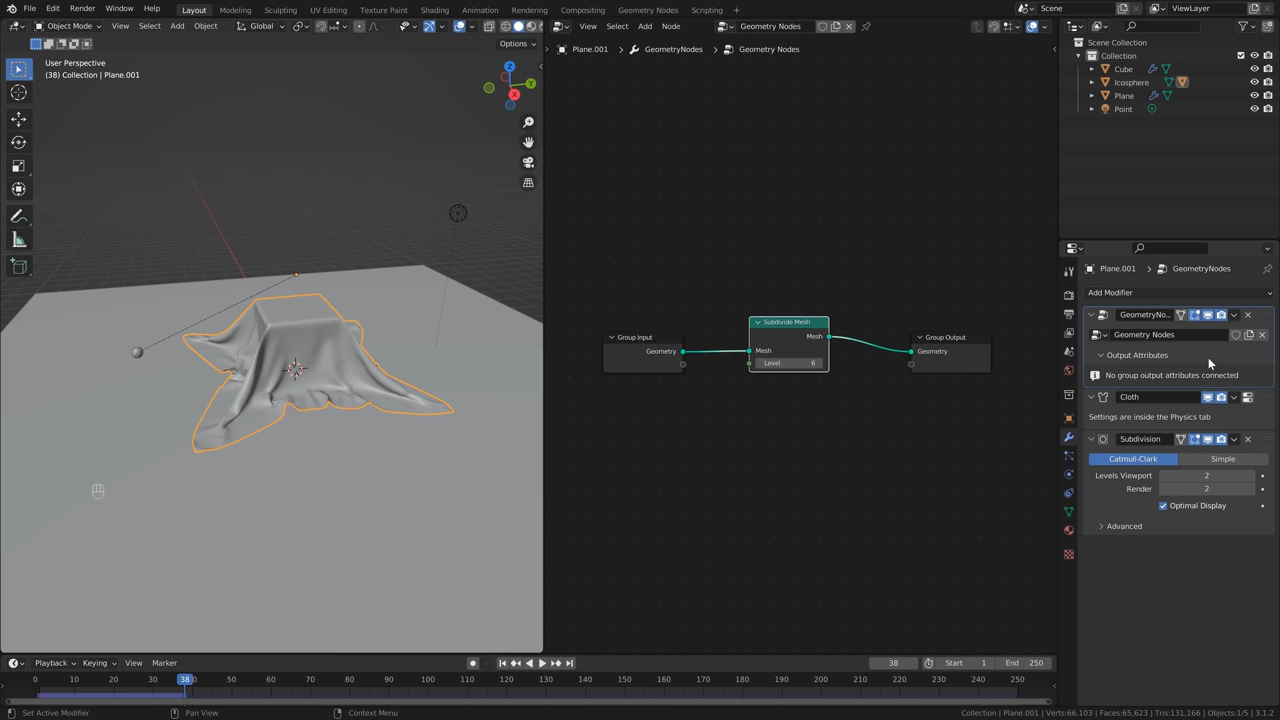 File Edit Render Window Help Layout Modeling Sculpting UV Editing Texture Paint Shading Animation Rendering Compositing Geometry Nodes Scripting + Scene ViewLayer
Object Mode View Select Add Object Global View Select Add Node Geometry Nodes
Options Plane.001 GeometryNodes Geometry Nodes Scene Collection
User Perspective
(38) Collection | Plane.001
Collection
Cube
Icosphere
Plane
Point
Z
Y
X
Plane.001 GeometryNodes
Add Modifier
GeometryNo...
Geometry Nodes
Output Attributes
No group output attributes connected
Cloth
Settings are inside the Physics tab
Subdivision
Catmull-Clark Simple
Levels Viewport 2
Render 2
Optimal Display
Advanced
Subdivide Mesh
Group Input Mesh Group Output
Geometry Mesh Geometry
Level 6
Playback Keying View Marker 38 Start 1 End 250
0 10 20 30 38 50 60 70 80 90 100 110 120 130 140 150 160 170 180 190 200 210 220 230 240 250
Set Active Modifier Pan View Context Menu Collection | Plane.001 | Verts:66,103 | Faces:65,623 | Tris:131,166 | Objects:1/5 | 3.1.2